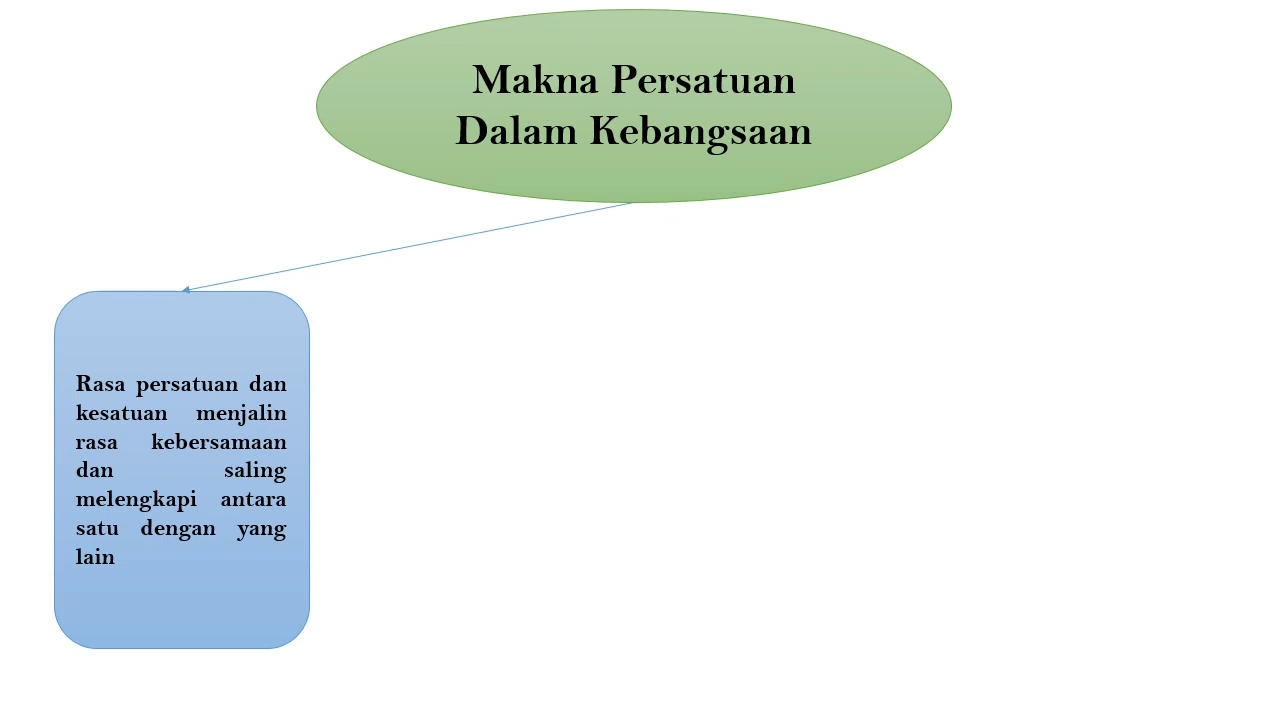 Makna Persatuan
Dalam Kebangsaan
Rasa persatuan dan
kesatuan menjalin
rasa kebersamaan
dan saling
melengkapi antara
satu dengan yang
lain